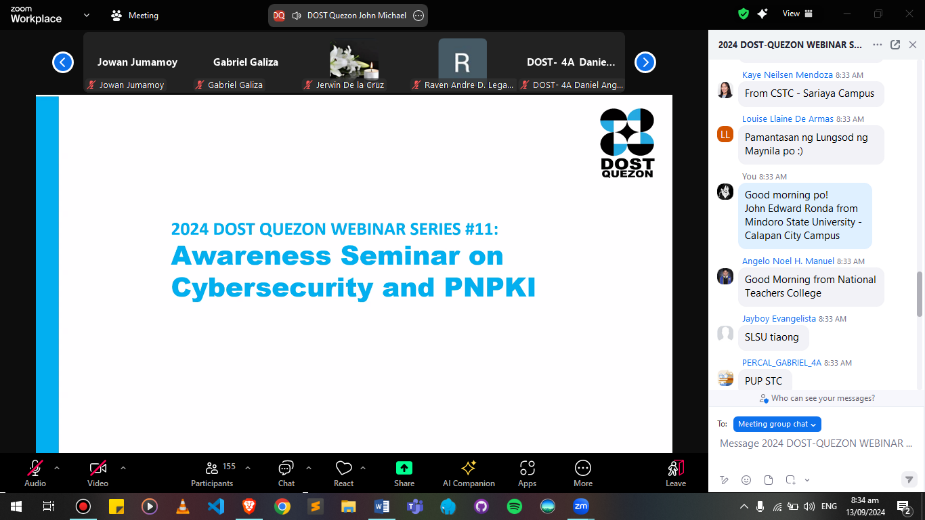 zoom
Workplace
Meeting
DQ
DOST Quezon John Michael
View
Jowan Jumamoy
Gabriel Galiza
R
DOST- 4A Danie...
Jowan Jumamoy
Gabriel Galiza
Jerwin De la Cruz
Raven Andre D. Lega...
DOST- 4A Daniel Ang...
DOST
QUEZON
2024 DOST QUEZON WEBINAR SERIES #11:
Awareness Seminar on
Cybersecurity and PNPKI
2024 DOST-QUEZON WEBINAR S...
Kaye Neilsen Mendoza 8:33 AM
From CSTC - Sariaya Campus
Louise Llaine De Armas 8:33 AM
LL
Pamantasan ng Lungsod ng
Maynila po :)
You 8:33 AM
Good morning po!
John Edward Ronda from
Mindoro State University -
Calapan City Campus
Angelo Noel H. Manuel 8:33 AM
Good Morning from National
Teachers College
Jayboy Evangelista 8:33 AM
SLSU tiaong
PERCAL_GABRIEL_4A 8:33 AM
PUP STC
Who can see your messages?
To: Meeting group chat
Message 2024 DOST-QUEZON WEBINAR ...
Audio
Video
155
Participants
Chat
React
Share
AI Companion
Apps
More
Leave
zm
ENG
8:34 am
13/09/2024
2